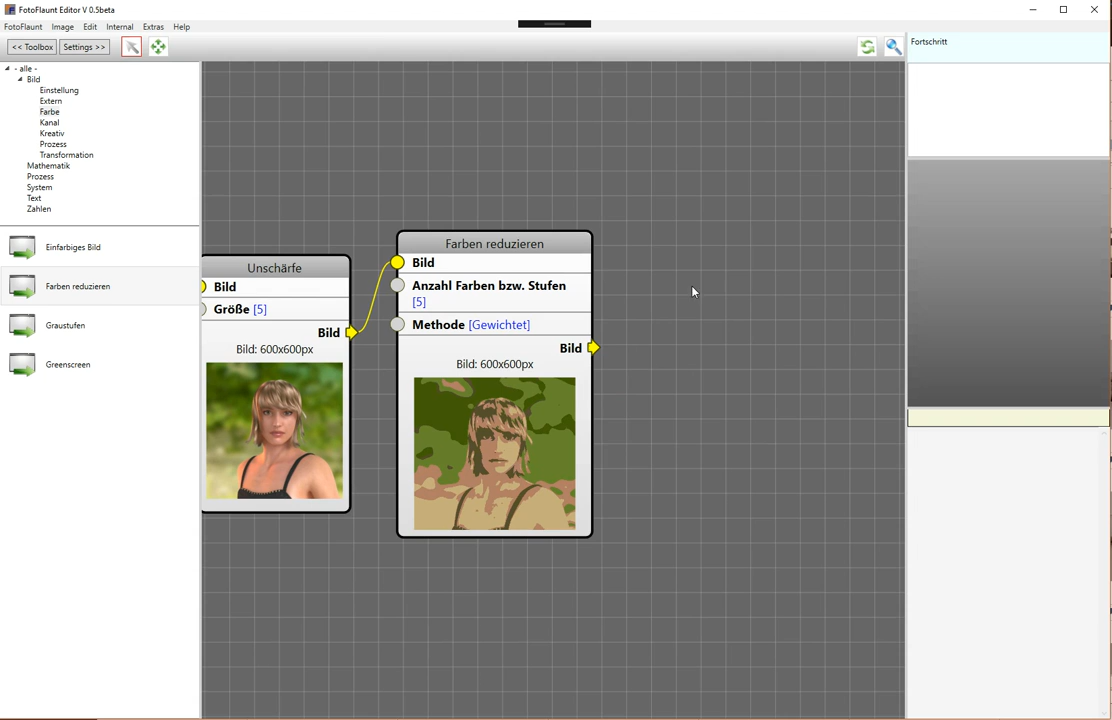 FotoFlaunt Editor V 0.5beta
FotoFlaunt Image Edit Internal Extras Help
<< Toolbox Settings >>
Fortschritt
- alle -
Bild
Einstellung
Extern
Farbe
Kanal
Kreativ
Prozess
Transformation
Mathematik
Prozess
System
Text
Zahlen
Einfarbiges Bild
Farben reduzieren
Graustufen
Greenscreen
Unschärfe
Bild
Größe [5]
Bild
Bild: 600x600px
Farben reduzieren
Bild
Anzahl Farben bzw. Stufen
[5]
Methode [Gewichtet]
Bild
Bild: 600x600px